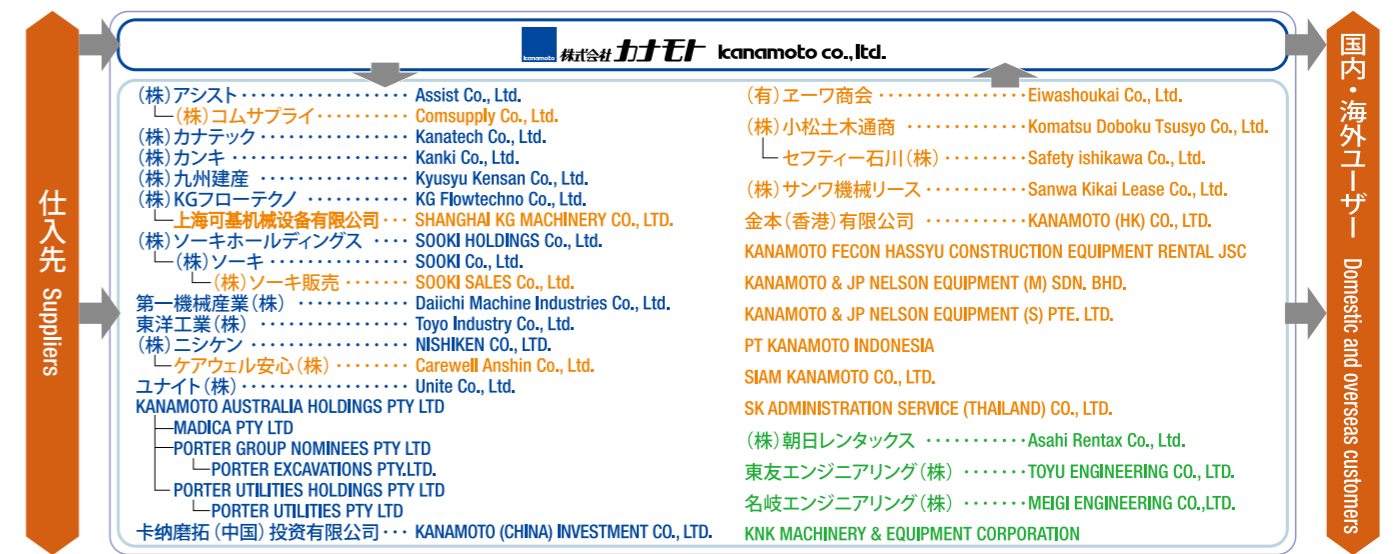 仕入先 Suppliers
kanamoto 株式会社カナモト kanamoto co.,ltd.
(株)アシスト・・・・・・・・・・・・・・・・・ Assist Co., Ltd.
(株)コムサプライ・・・・・・・・・・ Comsupply Co., Ltd.
(株)カナテック・・・・・・・・・・・・・・・ Kanatech Co., Ltd.
(株)カンキ・・・・・・・・・・・・・・・・・・ Kanki Co., Ltd.
(株)九州建産・・・・・・・・・・・・・・・・ Kyusyu Kensan Co., Ltd.
(株)KGフローテクノ・・・・・・・・・・ KG Flowtechno Co., Ltd.
上海可基机械设备有限公司・・・ SHANGHAI KG MACHINERY CO., LTD.
(株)ソーキホールディングス・・・・ SOOKI HOLDINGS Co., Ltd.
(株)ソーキ・・・・・・・・・・・・・・・・ SOOKI Co., Ltd.
(株)ソーキ販売・・・・・・・ SOOKI SALES Co., Ltd.
第一機械産業(株)・・・・・・・・・・・・ Daiichi Machine Industries Co., Ltd.
東洋工業(株)・・・・・・・・・・・・・・・ Toyo Industry Co., Ltd.
(株)ニシケン・・・・・・・・・・・・・・・・ NISHIKEN CO., LTD.
ケアウェル安心(株)・・・・・・・・ Carewell Anshin Co., Ltd.
ユナイト(株)・・・・・・・・・・・・・・・・・ Unite Co., Ltd.
KANAMOTO AUSTRALIA HOLDINGS PTY LTD
MADICA PTY LTD
PORTER GROUP NOMINEES PTY LTD
PORTER EXCAVATIONS PTY.LTD.
PORTER UTILITIES HOLDINGS PTY LTD
PORTER UTILITIES PTY LTD
卡纳磨拓(中国)投资有限公司・・・ KANAMOTO (CHINA) INVESTMENT CO., LTD.
(有)ヱーワ商会・・・・・・・・・・・・・・・Eiwashoukai Co., Ltd.
(株)小松土木通商・・・・・・・・・・・・Komatsu Doboku Tsusyo Co., Ltd.
セフティー石川(株)・・・・・・・・・Safety ishikawa Co., Ltd.
(株)サンワ機械リース・・・・・・・・・・Sanwa Kikai Lease Co., Ltd.
金本(香港)有限公司・・・・・・・・・・KANAMOTO (HK) CO., LTD.
KANAMOTO FECON HASSYU CONSTRUCTION EQUIPMENT RENTAL JSC
KANAMOTO & JP NELSON EQUIPMENT (M) SDN. BHD.
KANAMOTO & JP NELSON EQUIPMENT (S) PTE. LTD.
PT KANAMOTO INDONESIA
SIAM KANAMOTO CO., LTD.
SK ADMINISTRATION SERVICE (THAILAND) CO., LTD.
(株)朝日レンタックス・・・・・・・・・・・Asahi Rentax Co., Ltd.
東友エンジニアリング(株)・・・・・・・TOYU ENGINEERING CO., LTD.
名岐エンジニアリング(株)・・・・・・・MEIGI ENGINEERING CO.,LTD.
KNK MACHINERY & EQUIPMENT CORPORATION
国内・海外ユーザー Domestic and overseas customers